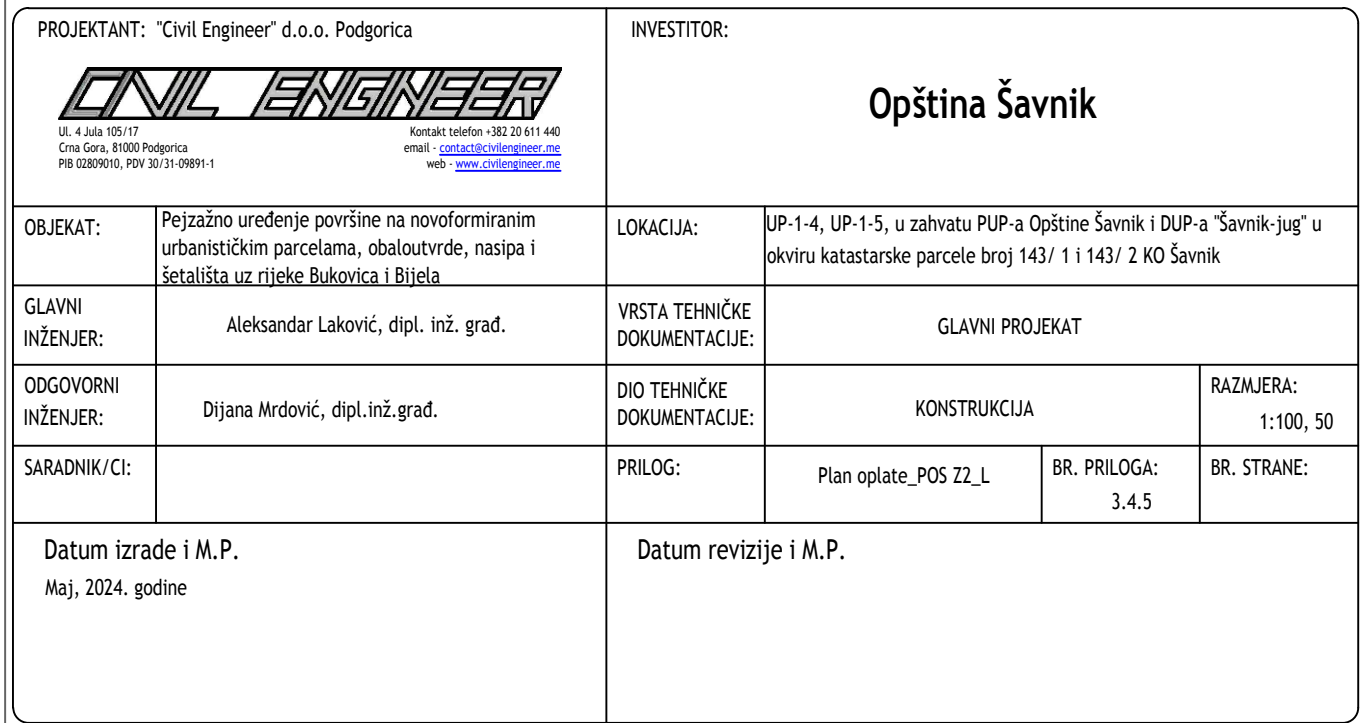 PROJEKTANT: "Civil Engineer" d.o.o. Podgorica
CIVIL ENGINEER
Ul. 4 Jula 105/17
Crna Gora, 81000 Podgorica
PIB 02809010, PDV 30/31-09891-1
Kontakt telefon +382 20 611 440
email - contact@civilengineer.me
web - www.civilengineer.me
INVESTITOR:
Opština Šavnik
OBJEKAT:
Pejzažno uređenje površine na novoformiranim
urbanističkim parcelama, obaloutvrde, nasipa i
šetališta uz rijeke Bukovica i Bijela
LOKACIJA:
UP-1-4, UP-1-5, u zahvatu PUP-a Opštine Šavnik i DUP-a "Šavnik-jug" u
okviru katastarske parcele broj 143/ 1 i 143/ 2 KO Šavnik
GLAVNI
INŽENJER:
Aleksandar Laković, dipl. inž. građ.
VRSTA TEHNIČKE
DOKUMENTACIJE:
GLAVNI PROJEKAT
ODGOVORNI
INŽENJER:
Dijana Mrdović, dipl.inž.građ.
DIO TEHNIČKE
DOKUMENTACIJE:
KONSTRUKCIJA
RAZMJERA:
1:100, 50
SARADNIK/CI:
PRILOG:
Plan oplate_POS Z2_L
BR. PRILOGA:
3.4.5
BR. STRANE:
Datum izrade i M.P.
Maj, 2024. godine
Datum revizije i M.P.